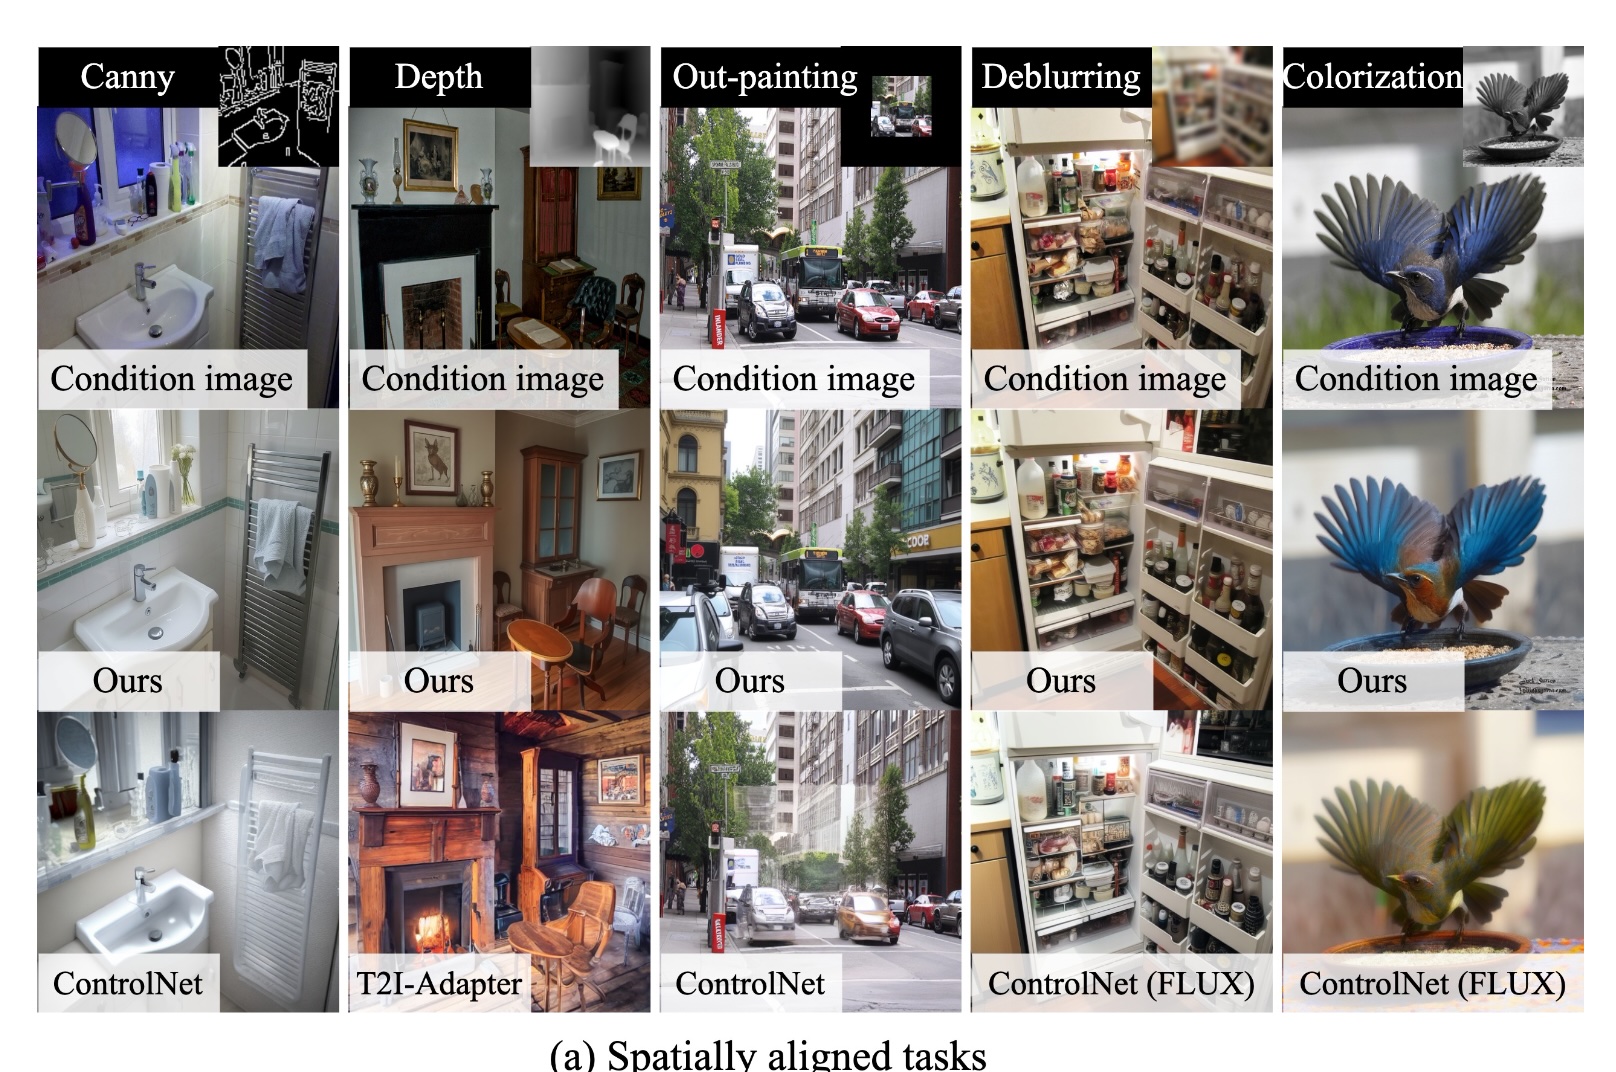 Canny
Depth
Out-painting
Deblurring
Colorization
Condition image
Condition image
Condition image
Condition image
Condition image
Ours
Ours
Ours
Ours
Ours
ControlNet
T2I-Adapter
ControlNet
ControlNet (FLUX)
ControlNet (FLUX)
(a) Spatially aligned tasks